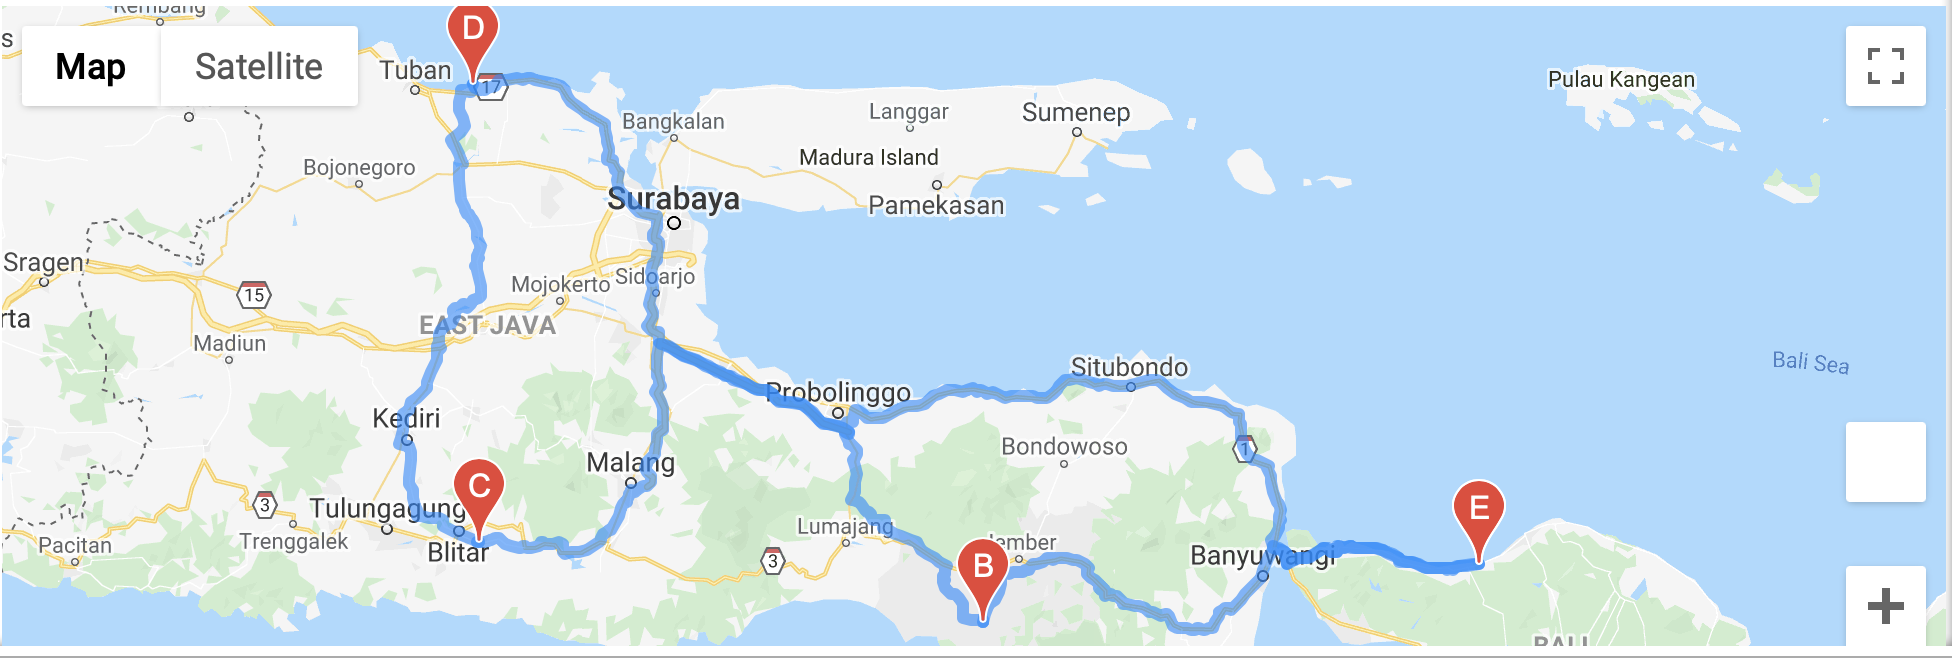 Rembang
s
Map
Satellite
D
17
Tuban
Bangkalan
Langgar
Sumenep
Pulau Kangean
Madura Island
Bojonegoro
Surabaya
Pamekasan
Sragen
Sidoarjo
Mojokerto
15
rta
EAST JAVA
Madiun
Bali Sea
Situbondo
Probolinggo
Kediri
Bondowoso
1
Malang
C
E
3
Tulungagung
Lumajang
Trenggalek
Pacitan
Blitar
3
B
ember
Banyuwangi
BALI
+